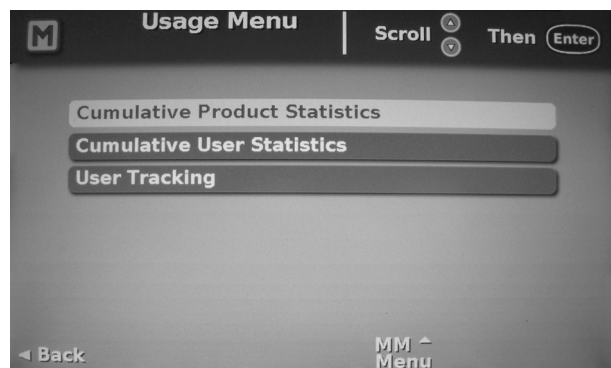 M
Usage Menu
Scroll
Then Enter
Cumulative Product Statistics
Cumulative User Statistics
User Tracking
Back
MM
Menu